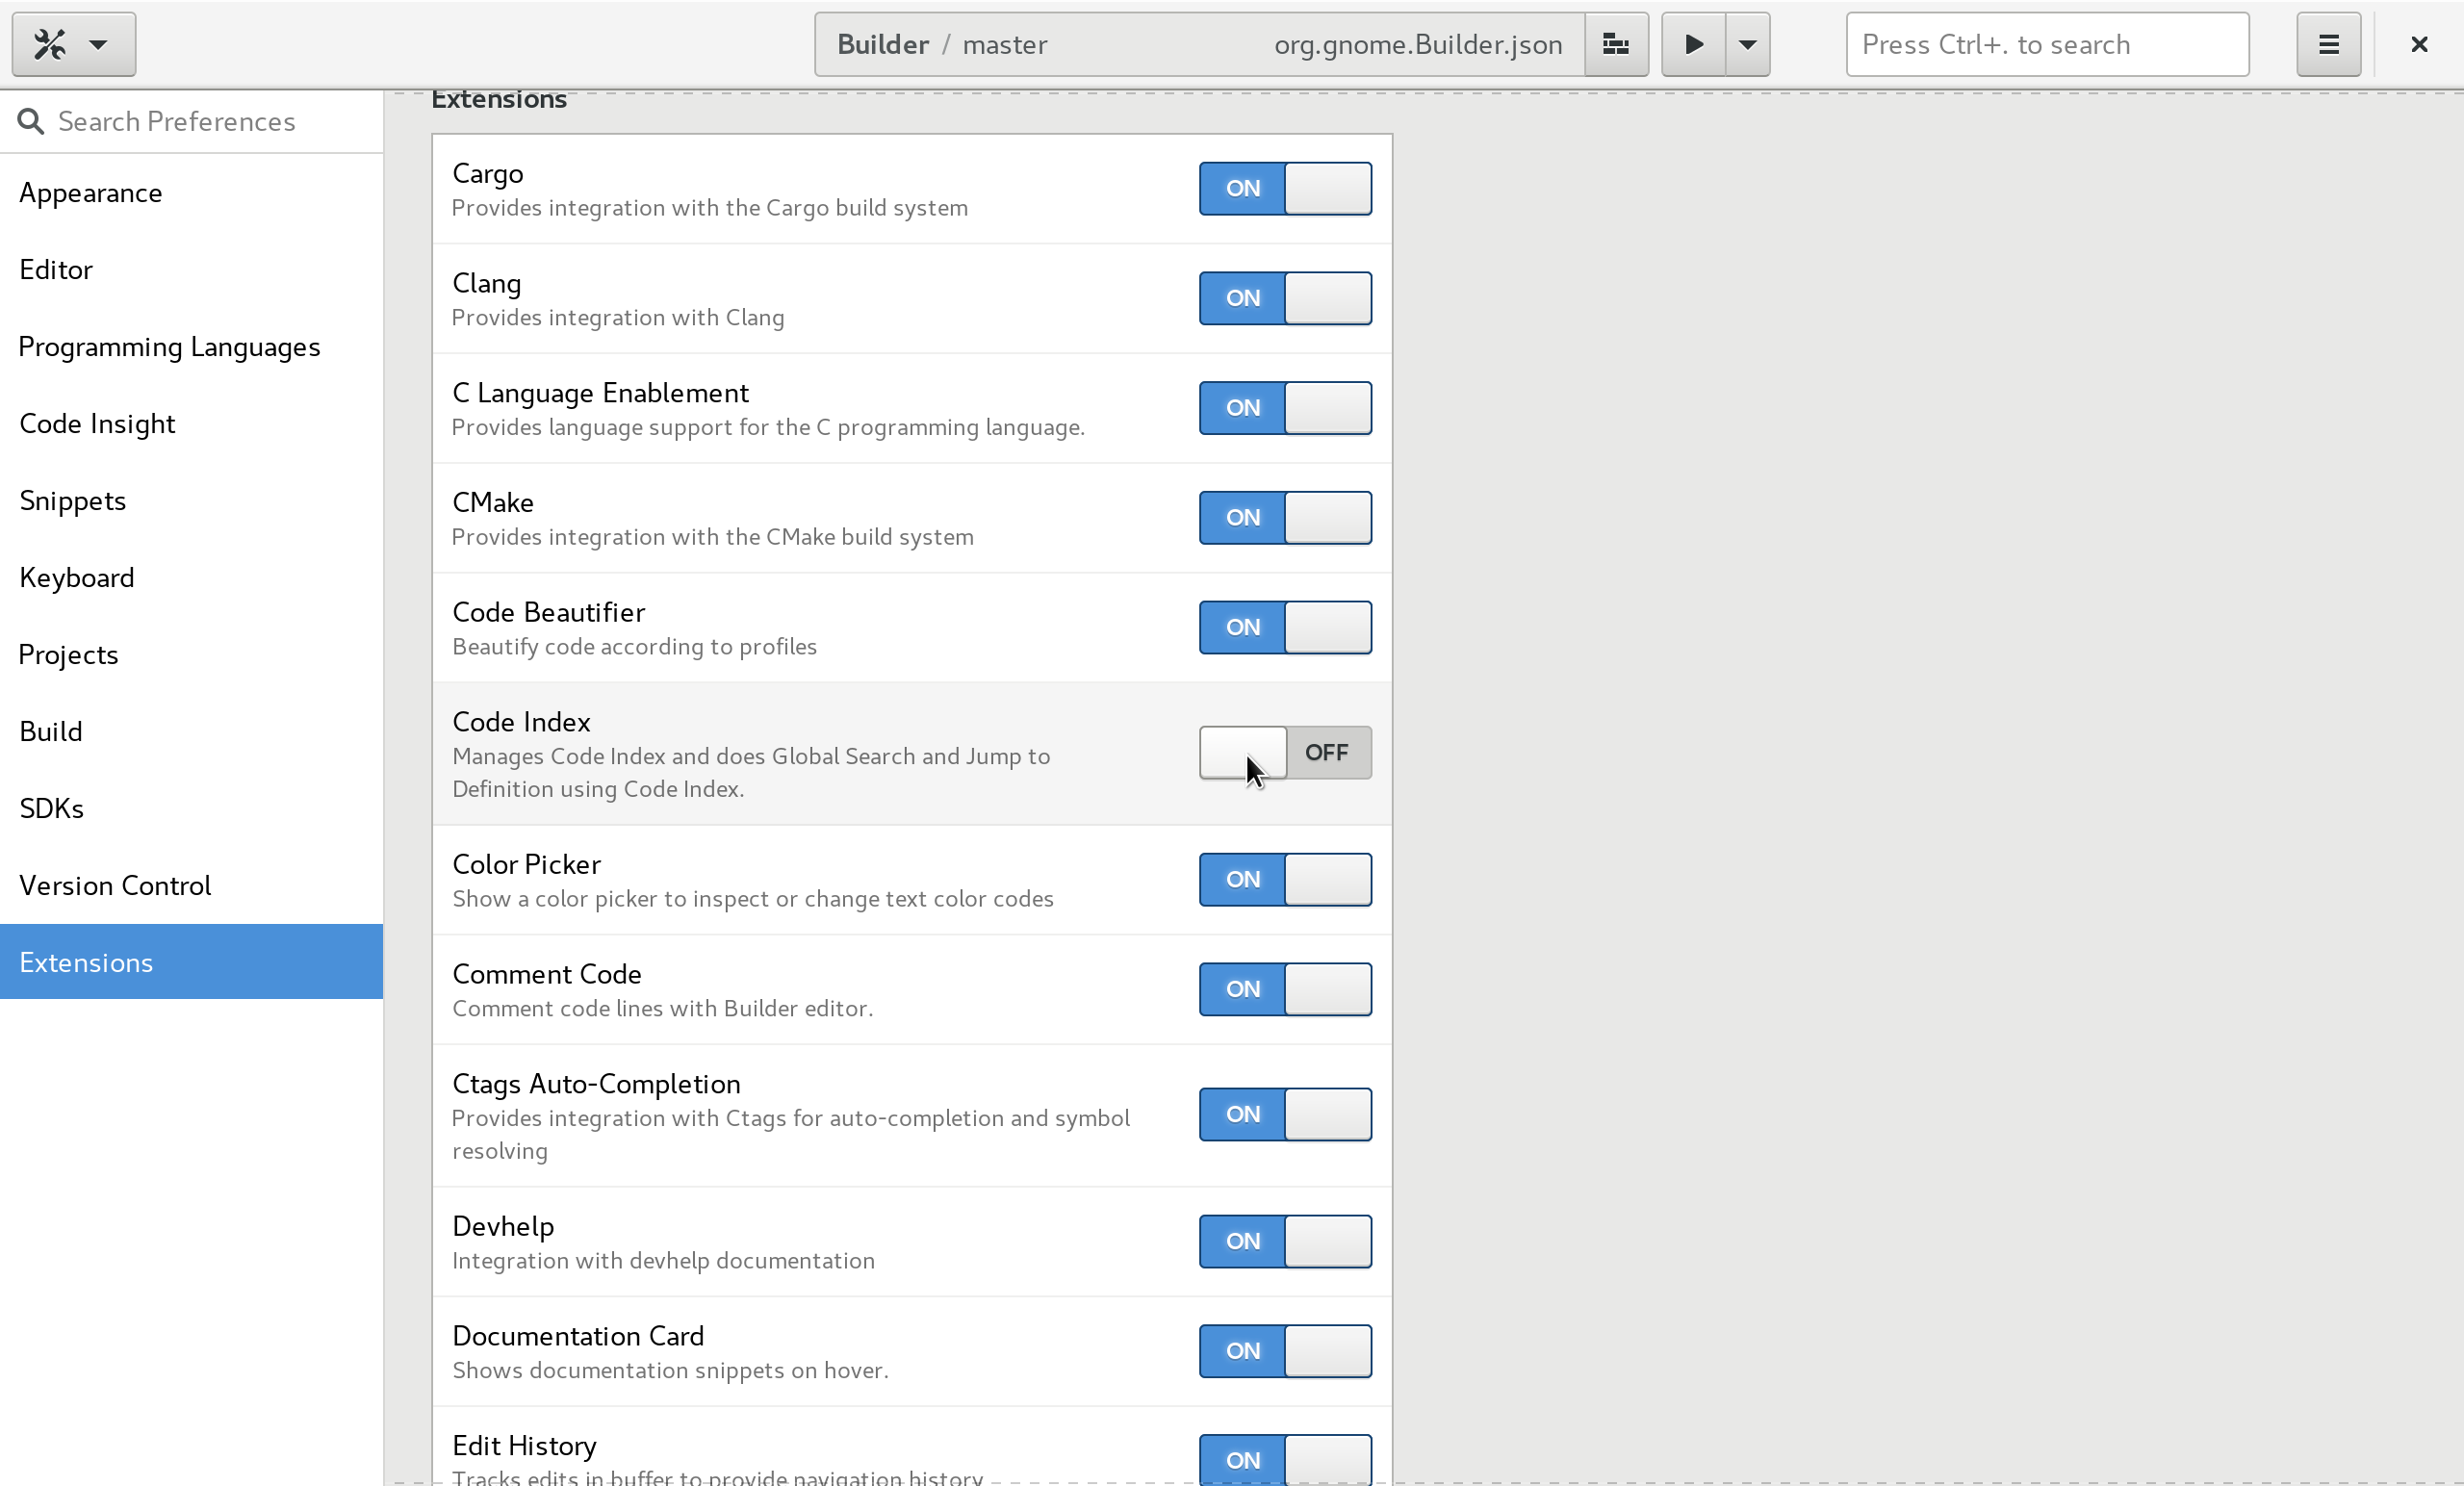 Builder / master org.gnome.Builder.json
Press Ctrl+. to search
Search Preferences
Appearance
Editor
Programming Languages
Code Insight
Snippets
Keyboard
Projects
Build
SDKs
Version Control
Extensions
Extensions
Cargo
Provides integration with the Cargo build system
ON
Clang
Provides integration with Clang
ON
C Language Enablement
Provides language support for the C programming language.
ON
CMake
Provides integration with the CMake build system
ON
Code Beautifier
Beautify code according to profiles
ON
Code Index
Manages Code Index and does Global Search and Jump to
Definition using Code Index.
OFF
Color Picker
Show a color picker to inspect or change text color codes
ON
Comment Code
Comment code lines with Builder editor.
ON
Ctags Auto-Completion
Provides integration with Ctags for auto-completion and symbol
resolving
ON
Devhelp
Integration with devhelp documentation
ON
Documentation Card
Shows documentation snippets on hover.
ON
Edit History
Tracks edits in buffer to provide navigation history
ON